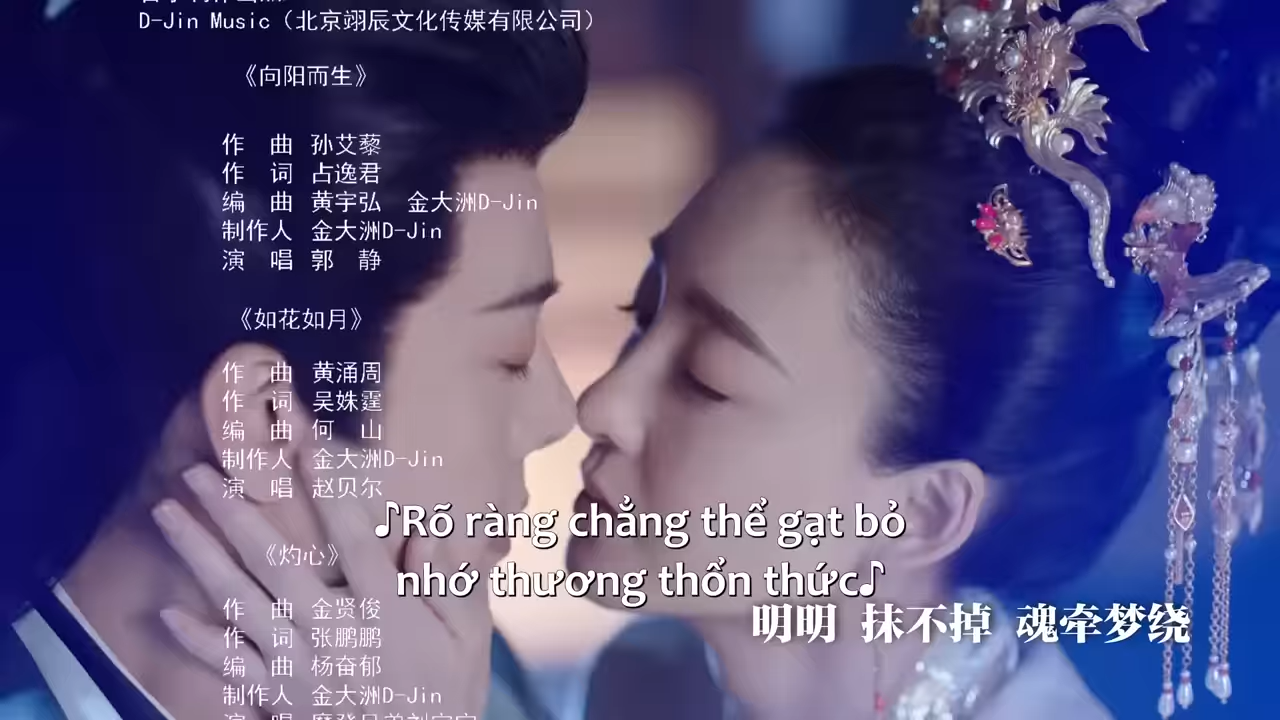 D-Jin Music（北京翊辰文化传媒有限公司）
《向阳而生》
作 曲 孙艾藜
作 词 占逸君
编 曲 黄宇弘 金大洲D-Jin
制作人 金大洲D-Jin
演 唱 郭 静
《如花如月》
作 曲 黄涌周
作 词 吴姝霆
编 曲 何 山
制作人 金大洲D-Jin
演 唱 赵贝尔
♪Rõ ràng chẳng thể gạt bỏ
nhớ thương thổn thức♪
《灼心》
作 曲 金贤俊
作 词 张鹏鹏
编 曲 杨奋郁
制作人 金大洲D-Jin
明明 抹不掉 魂牵梦绕